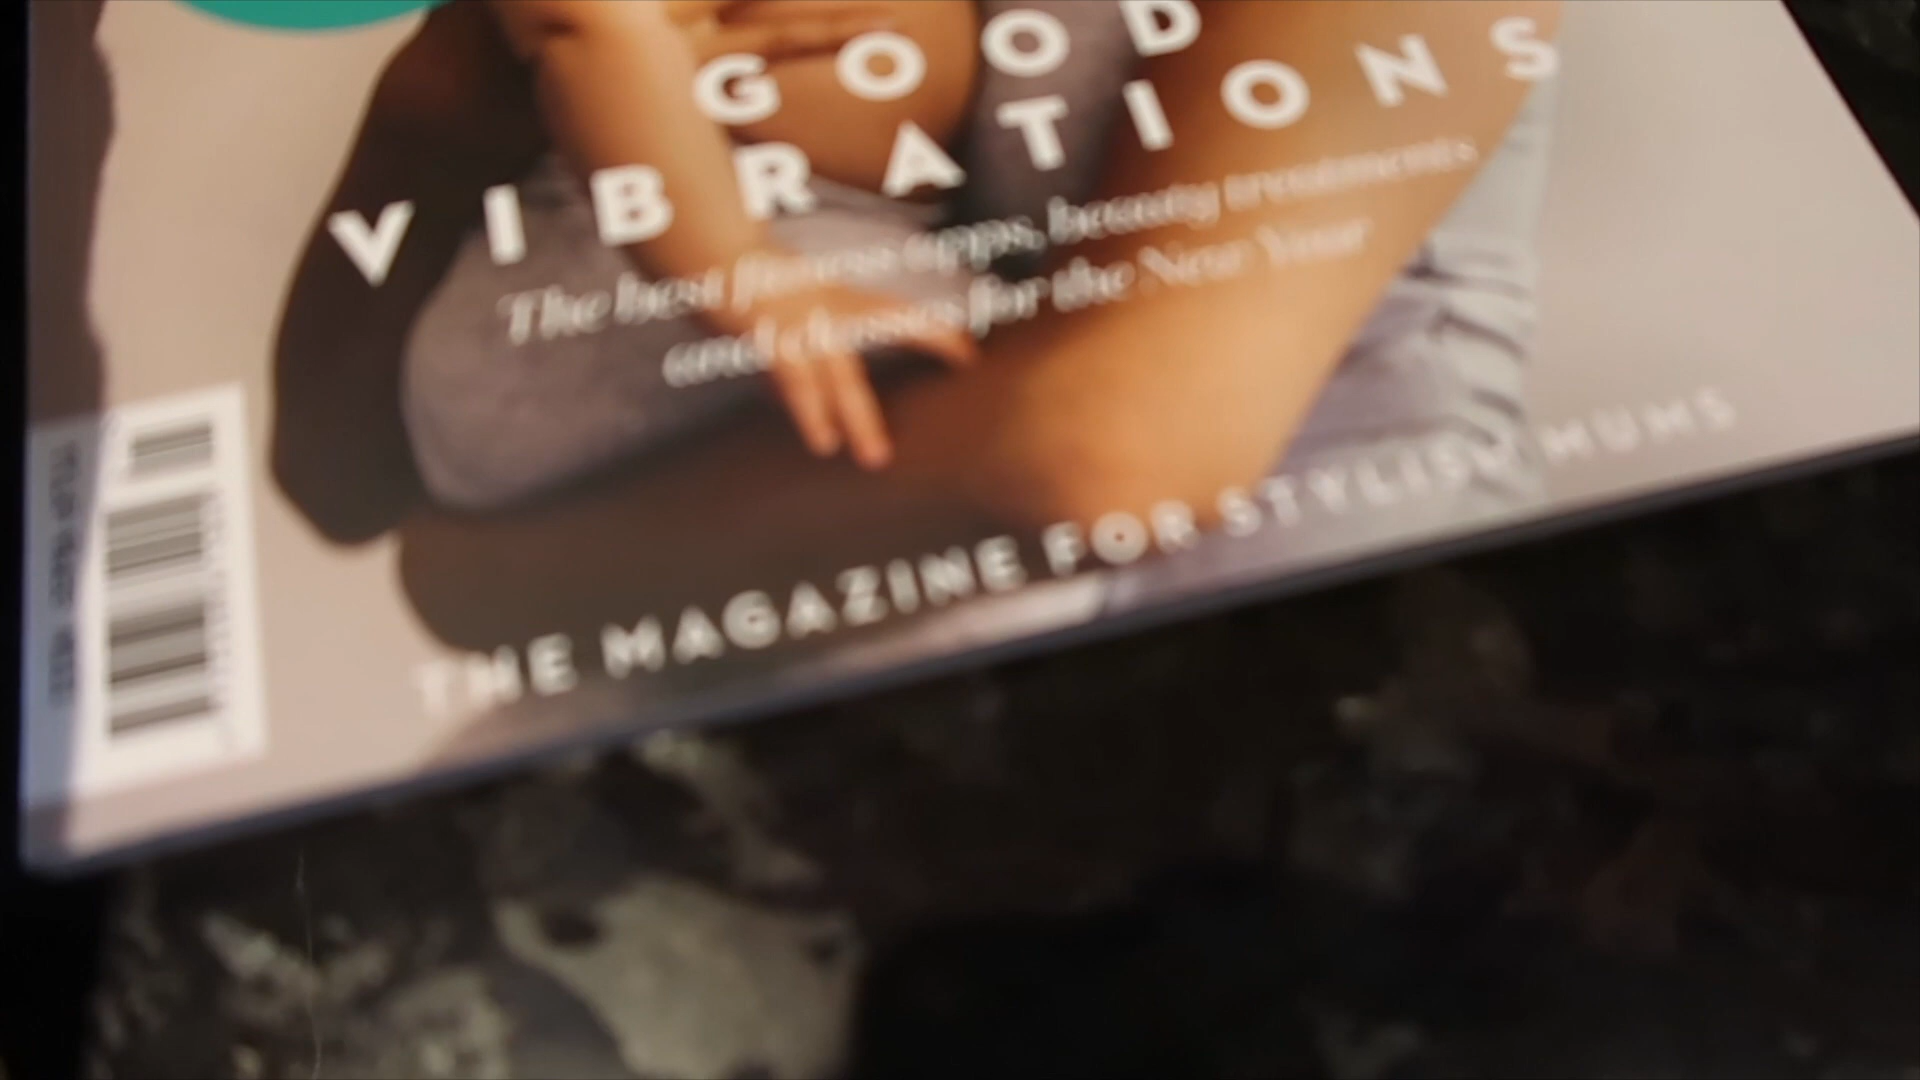 GOOD
VIBRATIONS
The best fitness apps, beauty treatments
and classes for the New Year
THE MAGAZINE FOR STYLISH MUMS